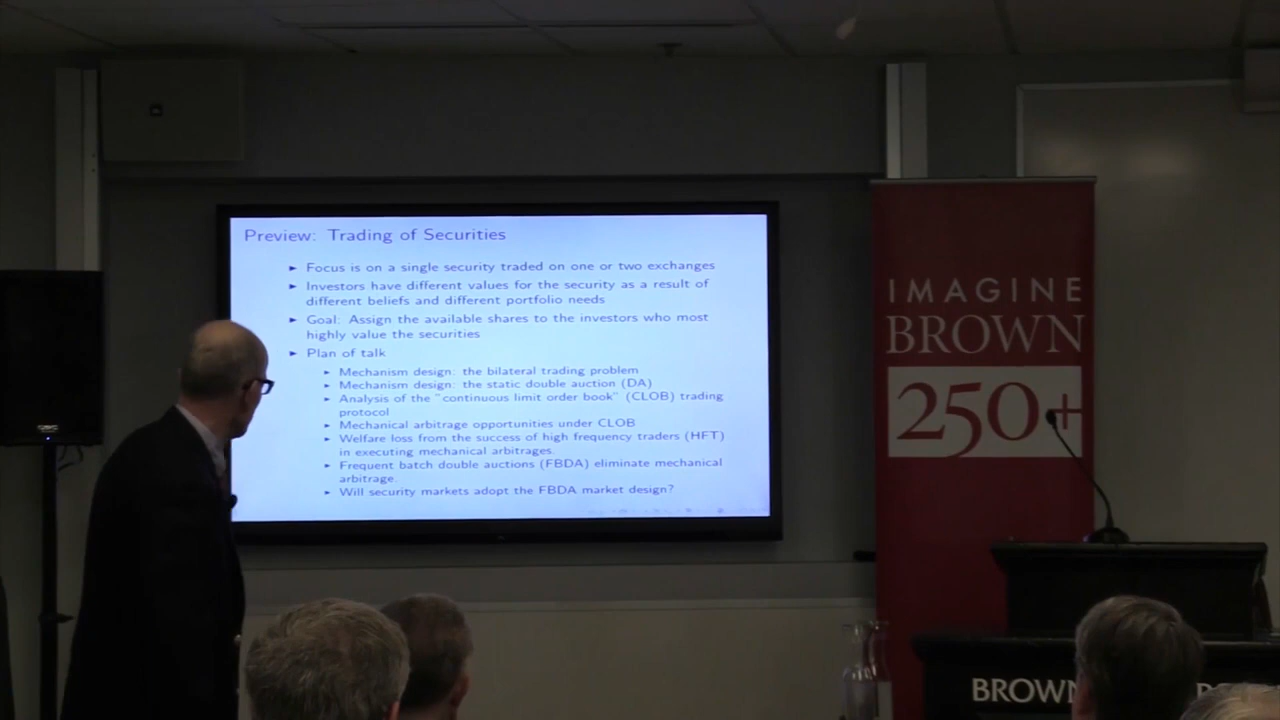 Preview: Trading of Securities
► Focus is on a single security traded on one or two exchanges
► Investors have different values for the security as a result of
different beliefs and different portfolio needs
► Goal: Assign the available shares to the investors who most
highly value the securities
► Plan of talk
► Mechanism design: the bilateral trading problem
► Mechanism design: the static double auction (DA)
► Analysis of the "continuous limit order book" (CLOB) trading
protocol
► Mechanical arbitrage opportunities under CLOB
► Welfare loss from the success of high frequency traders (HFT)
in executing mechanical arbitrages.
► Frequent batch double auctions (FBDA) eliminate mechanical
arbitrage.
► Will security markets adopt the FBDA market design?
IMAGINE
BROWN
250+
BROWN